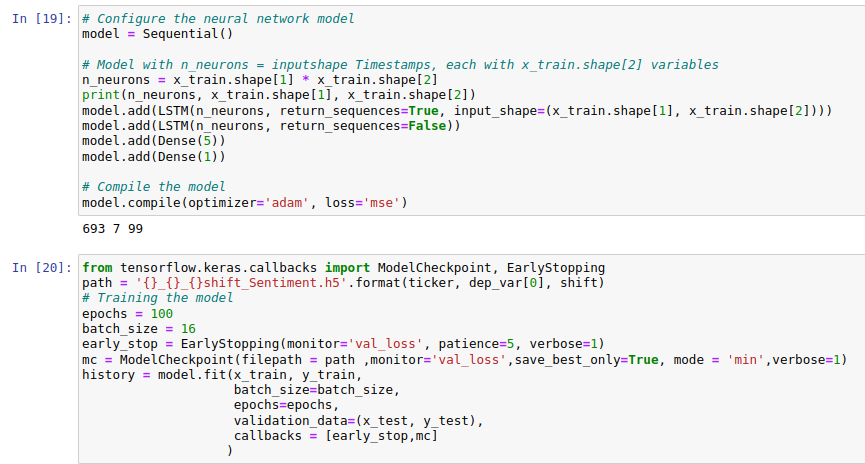 In [19]: # Configure the neural network model
model = Sequential()
# Model with n_neurons = inputshape Timestamps, each with x_train.shape[2] variables
n_neurons = x_train.shape[1] * x_train.shape[2]
print(n_neurons, x_train.shape[1], x_train.shape[2])
model.add(LSTM(n_neurons, return_sequences=True, input_shape=(x_train.shape[1], x_train.shape[2])))
model.add(LSTM(n_neurons, return_sequences=False))
model.add(Dense(5))
model.add(Dense(1))
# Compile the model
model.compile(optimizer='adam', loss='mse')
693 7 99
In [20]: from tensorflow.keras.callbacks import ModelCheckpoint, EarlyStopping
path = '{}_{}_{}shift_Sentiment.h5'.format(ticker, dep_var[0], shift)
# Training the model
epochs = 100
batch_size = 16
early_stop = EarlyStopping(monitor='val_loss', patience=5, verbose=1)
mc = ModelCheckpoint(filepath = path ,monitor='val_loss',save_best_only=True, mode = 'min',verbose=1)
history = model.fit(x_train, y_train,
batch_size=batch_size,
epochs=epochs,
validation_data=(x_test, y_test),
callbacks = [early_stop,mc]
)